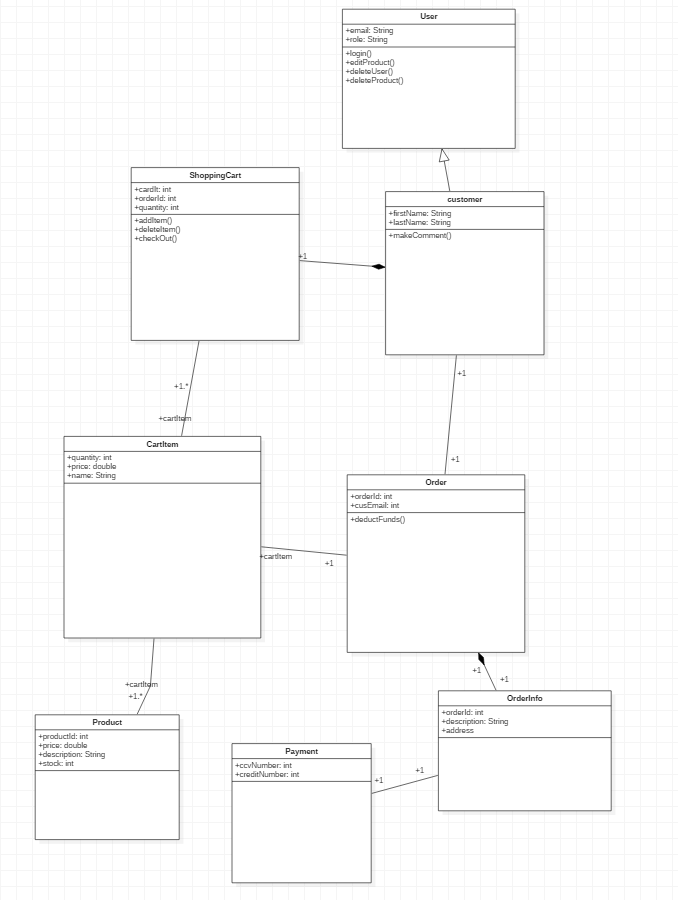 User
+email: String
+role: String
+login()
+editProduct()
+deleteUser()
+deleteProduct()
ShoppingCart
+cardIt: int
+orderId: int
+quantity: int
+addItem()
+deleteItem()
+checkOut()
customer
+firstName: String
+lastName: String
+makeComment()
+1
+1
+1.*
+cartItem
+1
CartItem
+quantity: int
+price: double
+name: String
Order
+orderId: int
+cusEmail: int
+deductFunds()
+cartItem
+1
+1
+1
+cartItem
+1.*
OrderInfo
+orderId: int
+description: String
+address
Product
+productId: int
+price: double
+description: String
+stock: int
Payment
+ccvNumber: int
+creditNumber: int
+1
+1